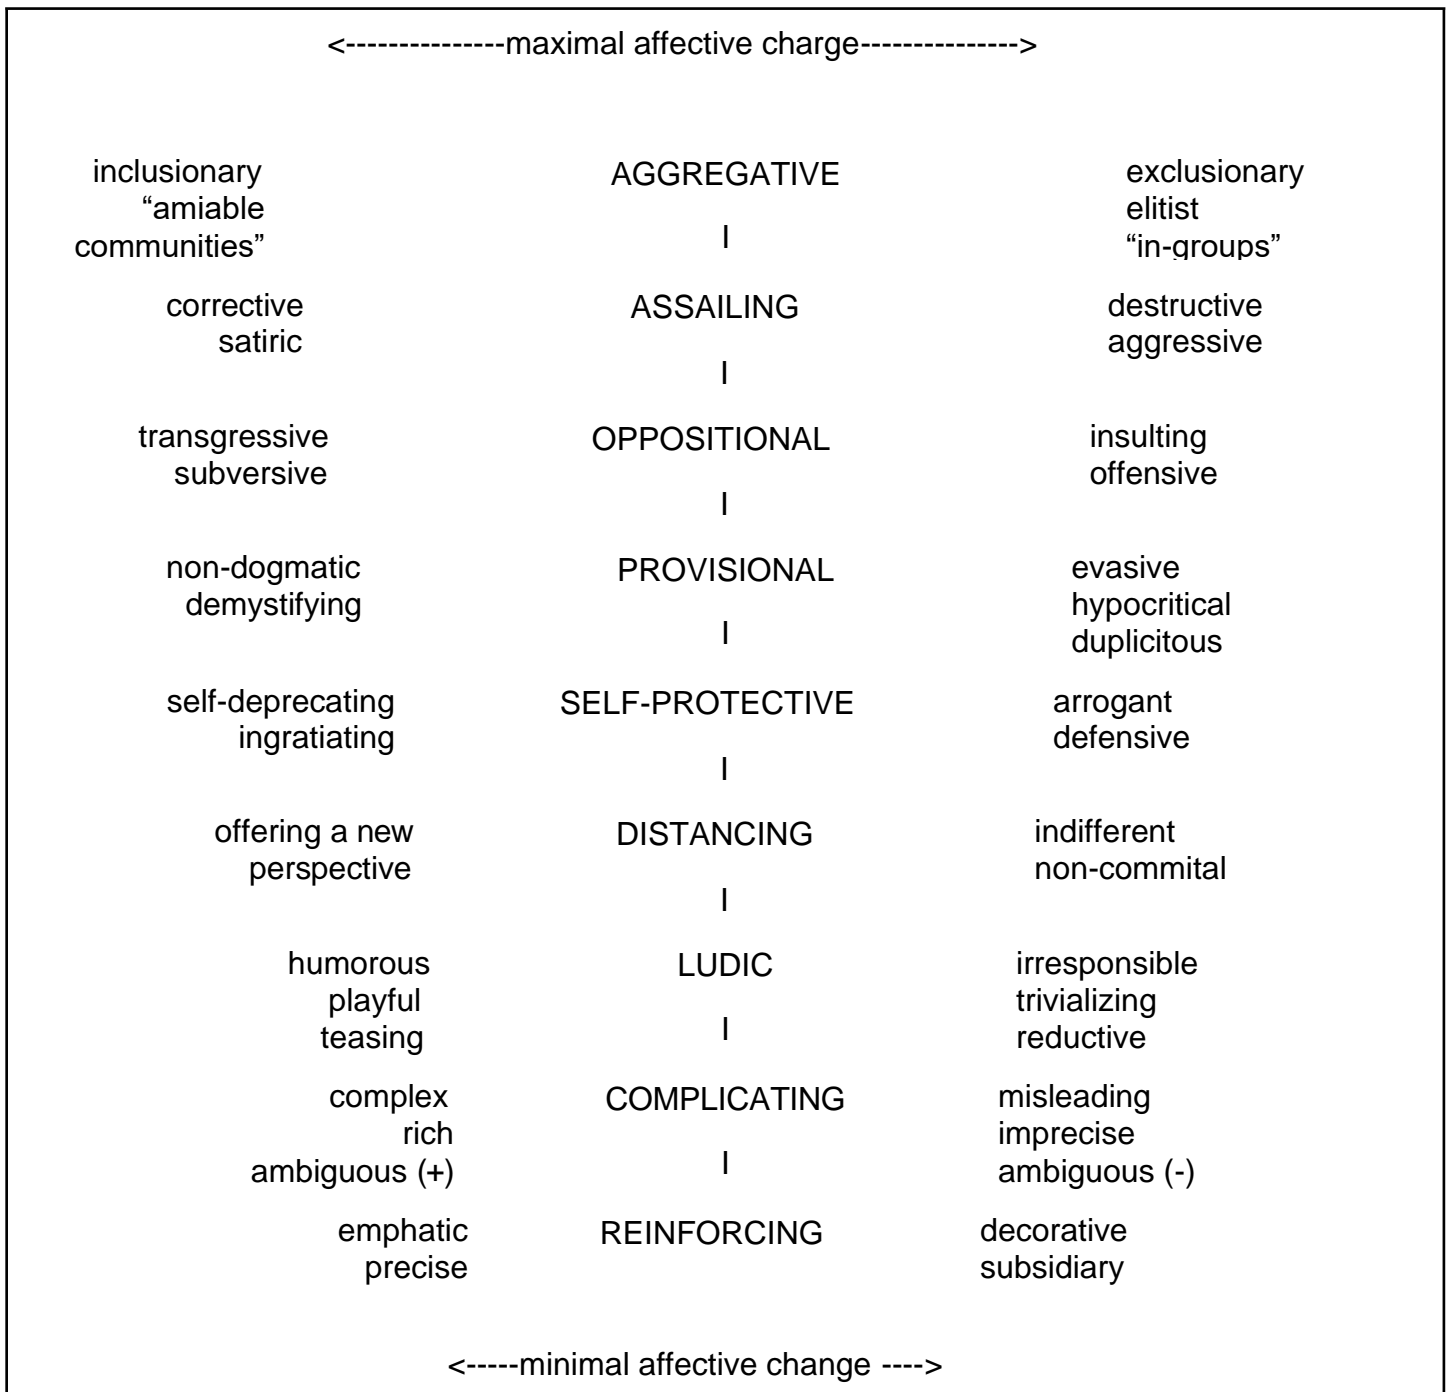 <---------------maximal affective charge--------------->
inclusionary AGGREGATIVE exclusionary
“amiable elitist
communities” I “in-groups”
corrective ASSAILING destructive
satiric aggressive
I
transgressive OPPOSITIONAL insulting
subversive offensive
I
non-dogmatic PROVISIONAL evasive
demystifying hypocritical
I duplicitous
self-deprecating SELF-PROTECTIVE arrogant
ingratiating defensive
I
offering a new DISTANCING indifferent
perspective non-commital
I
humorous LUDIC irresponsible
playful trivializing
teasing I reductive
complex COMPLICATING misleading
rich imprecise
ambiguous (+) I ambiguous (-)
emphatic REINFORCING decorative
precise subsidiary
<-----minimal affective change ---->